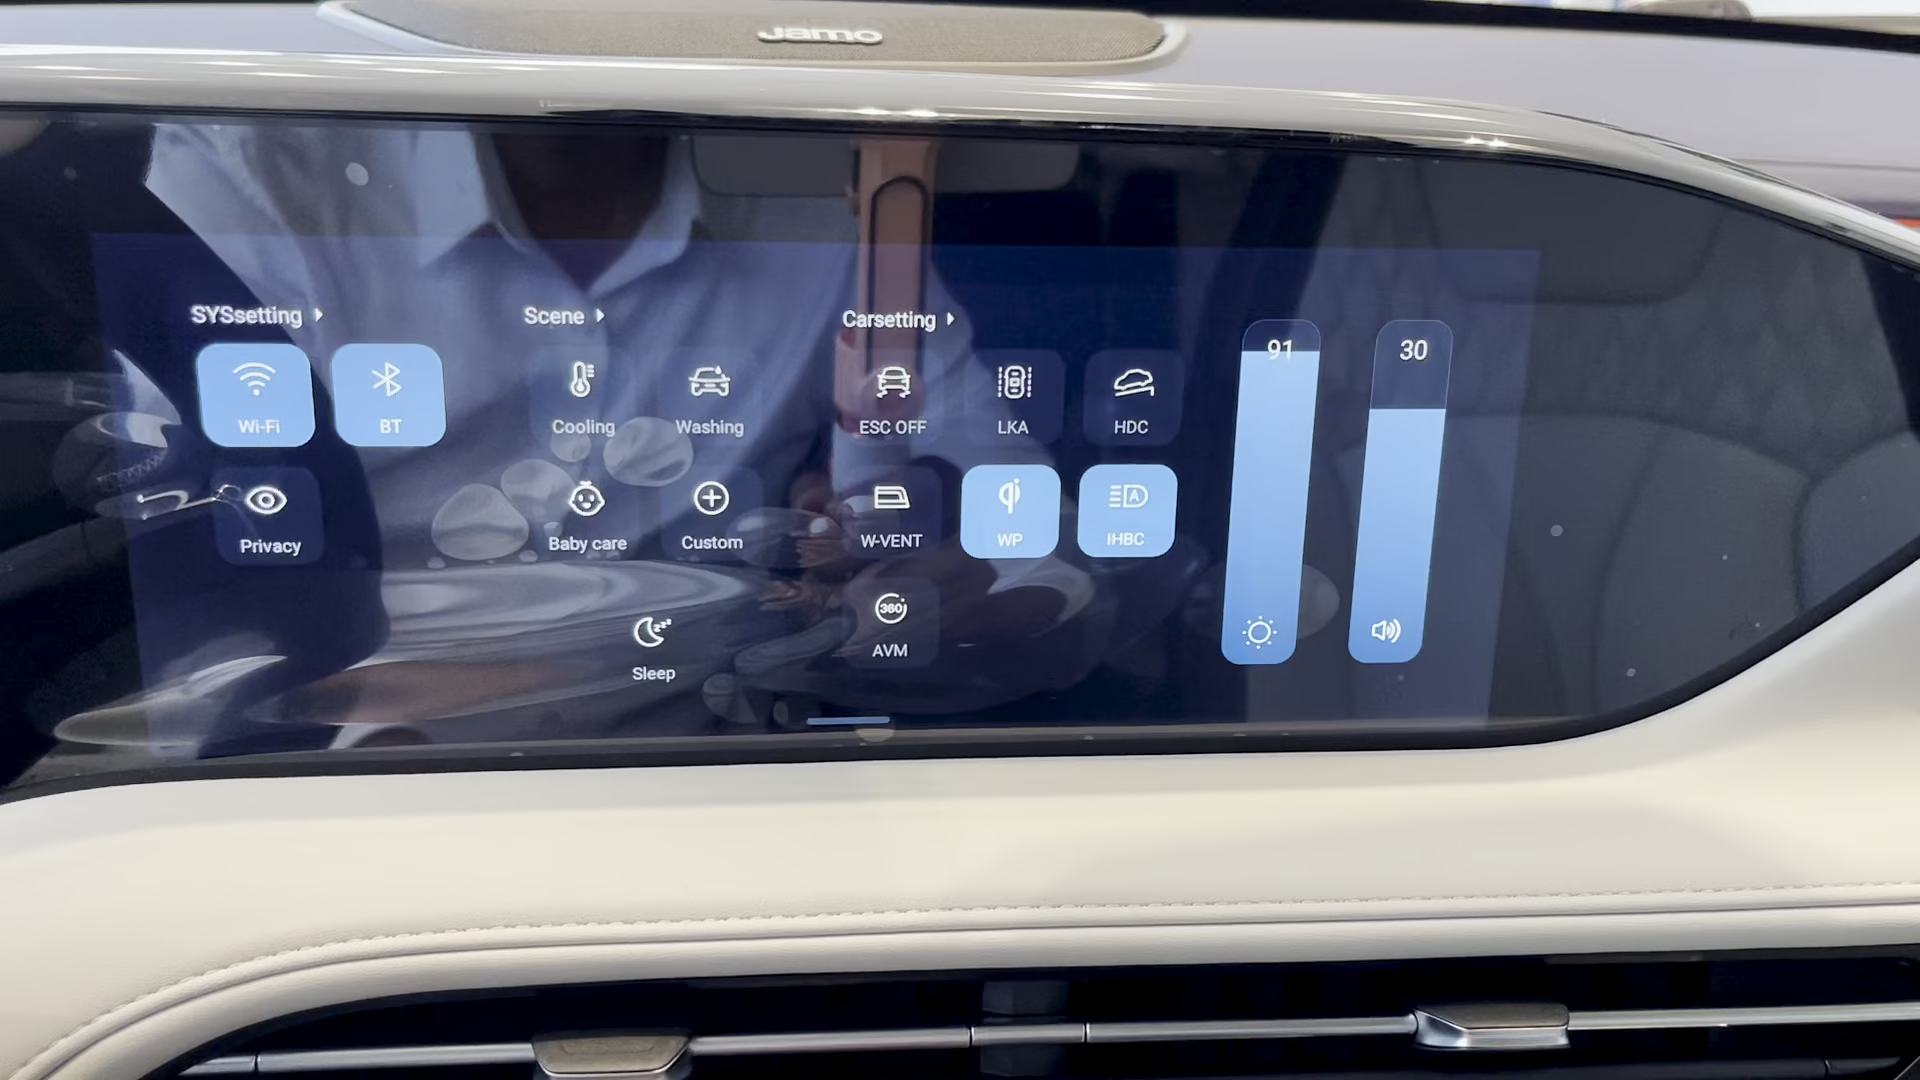 Jamo
SYSsetting
Wi-Fi
BT
Privacy
Scene
Cooling
Washing
Baby care
Custom
Sleep
zzz
Carsetting
ESC OFF
LKA
HDC
W-VENT
WP
A
IHBC
360
AVM
91
30